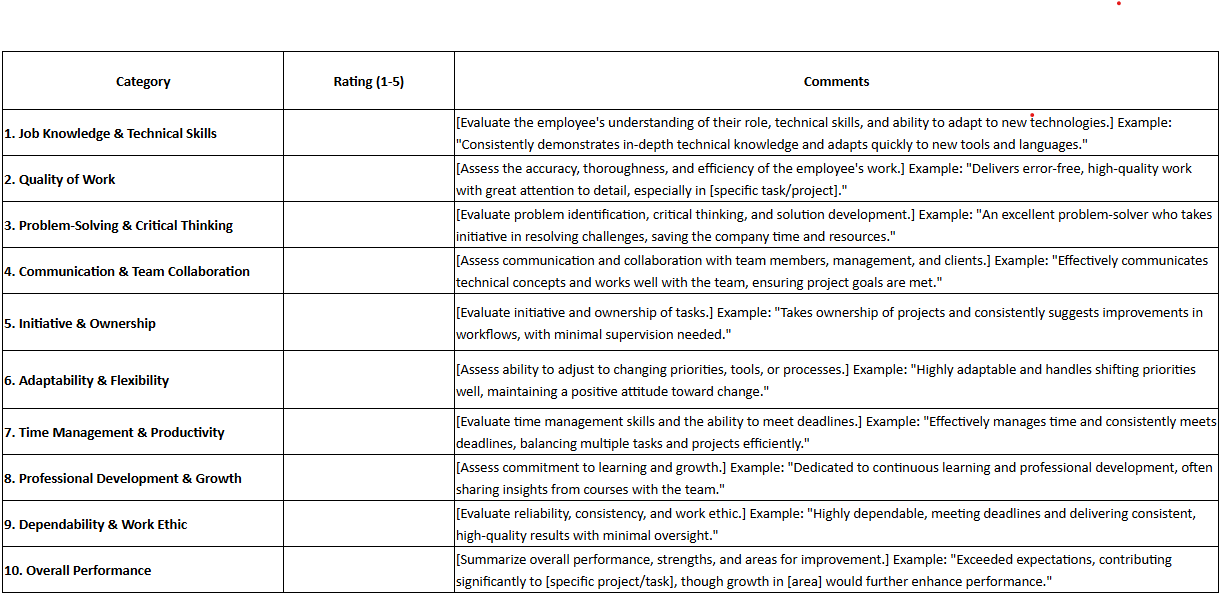 Category Rating (1-5) Comments
1. Job Knowledge & Technical Skills
[Evaluate the employee's understanding of their role, technical skills, and ability to adapt to new technologies.] Example:
"Consistently demonstrates in-depth technical knowledge and adapts quickly to new tools and languages."
2. Quality of Work
[Assess the accuracy, thoroughness, and efficiency of the employee's work.] Example: "Delivers error-free, high-quality work
with great attention to detail, especially in [specific task/project]."
3. Problem-Solving & Critical Thinking
[Evaluate problem identification, critical thinking, and solution development.] Example: "An excellent problem-solver who takes
initiative in resolving challenges, saving the company time and resources."
4. Communication & Team Collaboration
[Assess communication and collaboration with team members, management, and clients.] Example: "Effectively communicates
technical concepts and works well with the team, ensuring project goals are met."
5. Initiative & Ownership
[Evaluate initiative and ownership of tasks.] Example: "Takes ownership of projects and consistently suggests improvements in
workflows, with minimal supervision needed."
6. Adaptability & Flexibility
[Assess ability to adjust to changing priorities, tools, or processes.] Example: "Highly adaptable and handles shifting priorities
well, maintaining a positive attitude toward change."
7. Time Management & Productivity
[Evaluate time management skills and the ability to meet deadlines.] Example: "Effectively manages time and consistently meets
deadlines, balancing multiple tasks and projects efficiently."
8. Professional Development & Growth
[Assess commitment to learning and growth.] Example: "Dedicated to continuous learning and professional development, often
sharing insights from courses with the team."
9. Dependability & Work Ethic
[Evaluate reliability, consistency, and work ethic.] Example: "Highly dependable, meeting deadlines and delivering consistent,
high-quality results with minimal oversight."
10. Overall Performance
[Summarize overall performance, strengths, and areas for improvement.] Example: "Exceeded expectations, contributing
significantly to [specific project/task], though growth in [area] would further enhance performance."